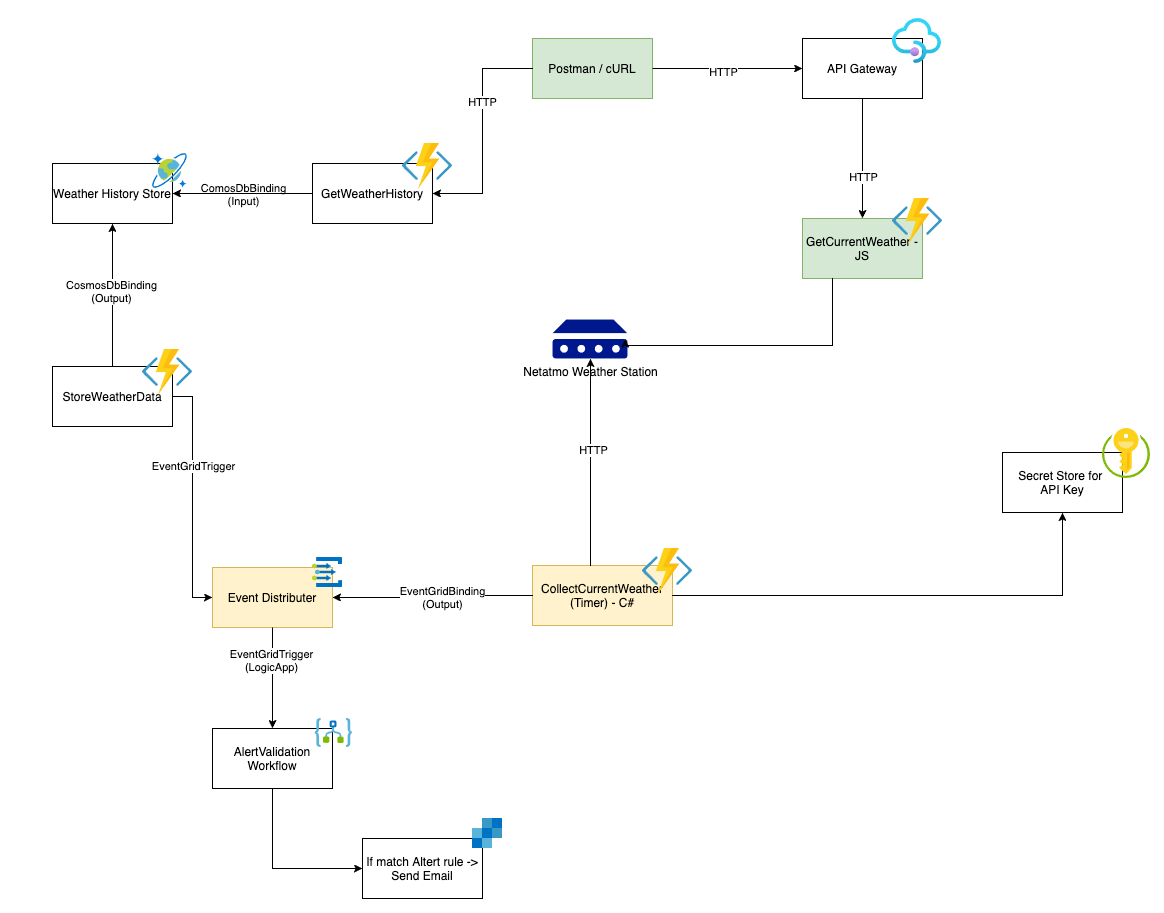 Postman / cURL
HTTP
API Gateway
HTTP
HTTP
Weather History Store
ComosDbBinding
(Input)
GetWeatherHistory
GetCurrentWeather -
JS
CosmosDbBinding
(Output)
Netatmo Weather Station
StoreWeatherData
HTTP
EventGridTrigger
Secret Store for
API Key
Event Distributer
EventGridBinding
(Output)
CollectCurrentWeather
(Timer) - C#
EventGridTrigger
(LogicApp)
AlertValidation
Workflow
If match Altert rule ->
Send Email